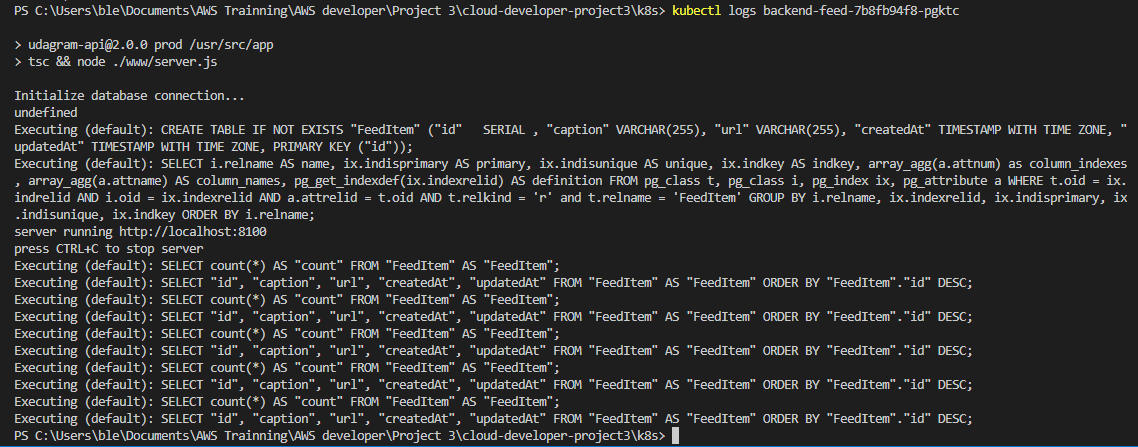 PS C:\Users\ble\Documents\AWS Trainning\AWS developer\Project 3\cloud-developer-project3\k8s> kubectl logs backend-feed-7b8fb94f8-pgktc
> udagram-api@2.0.0 prod /usr/src/app
> tsc && node ./www/server.js
Initialize database connection...
undefined
Executing (default): CREATE TABLE IF NOT EXISTS "FeedItem" ("id"   SERIAL , "caption" VARCHAR(255), "url" VARCHAR(255), "createdAt" TIMESTAMP WITH TIME ZONE, "
updatedAt" TIMESTAMP WITH TIME ZONE, PRIMARY KEY ("id"));
Executing (default): SELECT i.relname AS name, ix.indisprimary AS primary, ix.indisunique AS unique, ix.indkey AS indkey, array_agg(a.attnum) as column_indexes
, array_agg(a.attname) AS column_names, pg_get_indexdef(ix.indexrelid) AS definition FROM pg_class t, pg_class i, pg_index ix, pg_attribute a WHERE t.oid = ix.
indrelid AND i.oid = ix.indexrelid AND a.attrelid = t.oid AND t.relkind = 'r' and t.relname = 'FeedItem' GROUP BY i.relname, ix.indexrelid, ix.indisprimary, ix
.indisunique, ix.indkey ORDER BY i.relname;
server running http://localhost:8100
press CTRL+C to stop server
Executing (default): SELECT count(*) AS "count" FROM "FeedItem" AS "FeedItem";
Executing (default): SELECT "id", "caption", "url", "createdAt", "updatedAt" FROM "FeedItem" AS "FeedItem" ORDER BY "FeedItem"."id" DESC;
Executing (default): SELECT count(*) AS "count" FROM "FeedItem" AS "FeedItem";
Executing (default): SELECT "id", "caption", "url", "createdAt", "updatedAt" FROM "FeedItem" AS "FeedItem" ORDER BY "FeedItem"."id" DESC;
Executing (default): SELECT count(*) AS "count" FROM "FeedItem" AS "FeedItem";
Executing (default): SELECT "id", "caption", "url", "createdAt", "updatedAt" FROM "FeedItem" AS "FeedItem" ORDER BY "FeedItem"."id" DESC;
Executing (default): SELECT count(*) AS "count" FROM "FeedItem" AS "FeedItem";
Executing (default): SELECT "id", "caption", "url", "createdAt", "updatedAt" FROM "FeedItem" AS "FeedItem" ORDER BY "FeedItem"."id" DESC;
Executing (default): SELECT count(*) AS "count" FROM "FeedItem" AS "FeedItem";
Executing (default): SELECT "id", "caption", "url", "createdAt", "updatedAt" FROM "FeedItem" AS "FeedItem" ORDER BY "FeedItem"."id" DESC;
PS C:\Users\ble\Documents\AWS Trainning\AWS developer\Project 3\cloud-developer-project3\k8s>